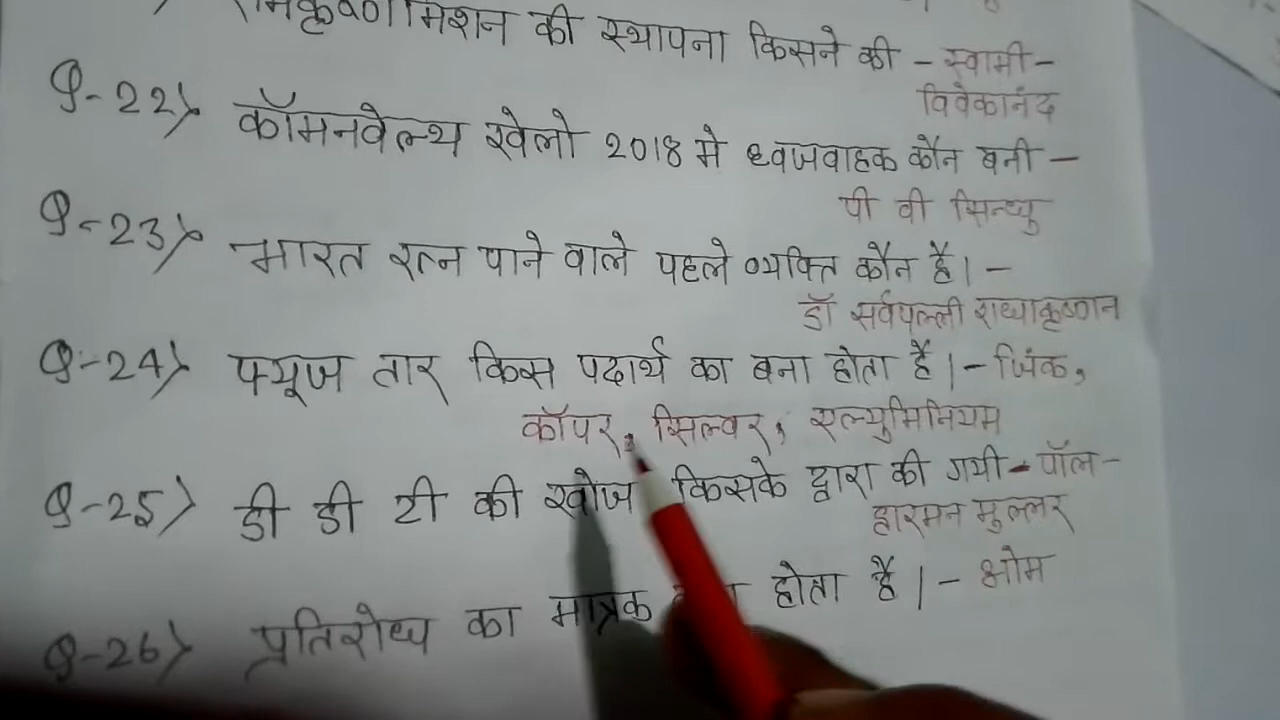 रामकृष्ण मिशन की स्थापना किसने की - स्वामी-
विवेकानंद
Q-22) कॉमनवेल्थ खेलो 2018 मे ध्वजवाहक कौन बनी -
पी वी सिन्धु
Q-23) भारत रत्न पाने वाले पहले व्यक्ति कौन है। -
डॉ सर्वपल्ली राधाकृष्णन
Q-24) फ्यूज तार किस पदार्थ का बना होता है। - जिंक,
कॉपर, सिल्वर, एल्युमिनियम
Q-25) डी डी टी की खोज किसके द्वारा की गयी - पॉल-
हारमन मुल्लर
Q-26) प्रतिरोध का मात्रक होता है। - ओम